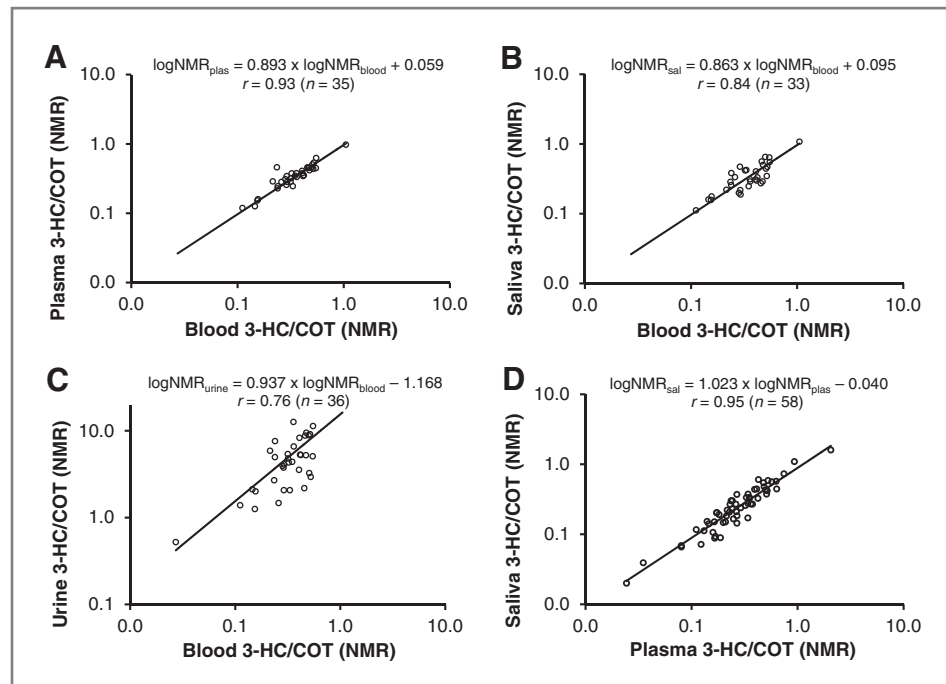 A
logNMRplas = 0.893 x logNMRblood + 0.059
r = 0.93 (n = 35)
10.0
1.0
0.1
0.0
Plasma 3-HC/COT (NMR)
0.0 0.1 1.0 10.0
Blood 3-HC/COT (NMR)
B
logNMRsal = 0.863 x logNMRblood + 0.095
r = 0.84 (n = 33)
10.0
1.0
0.1
0.0
Saliva 3-HC/COT (NMR)
0.0 0.1 1.0 10.0
Blood 3-HC/COT (NMR)
C
logNMRurine = 0.937 x logNMRblood – 1.168
r = 0.76 (n = 36)
10.0
1.0
0.1
Urine 3-HC/COT (NMR)
0.0 0.1 1.0 10.0
Blood 3-HC/COT (NMR)
D
logNMRsal = 1.023 x logNMRplas – 0.040
r = 0.95 (n = 58)
10.0
1.0
0.1
0.0
Saliva 3-HC/COT (NMR)
0.0 0.1 1.0 10.0
Plasma 3-HC/COT (NMR)